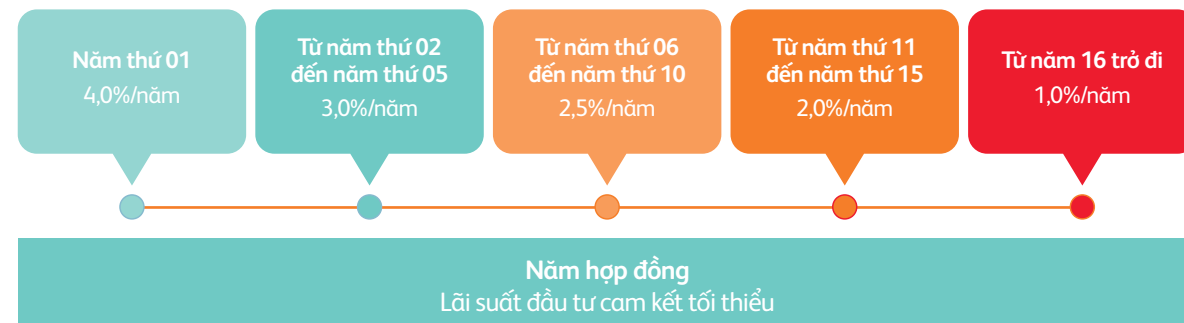 Năm thứ 01
4,0%/năm
Từ năm thứ 02
đến năm thứ 05
3,0%/năm
Từ năm thứ 06
đến năm thứ 10
2,5%/năm
Từ năm thứ 11
đến năm thứ 15
2,0%/năm
Từ năm 16 trở đi
1,0%/năm
Năm hợp đồng
Lãi suất đầu tư cam kết tối thiểu